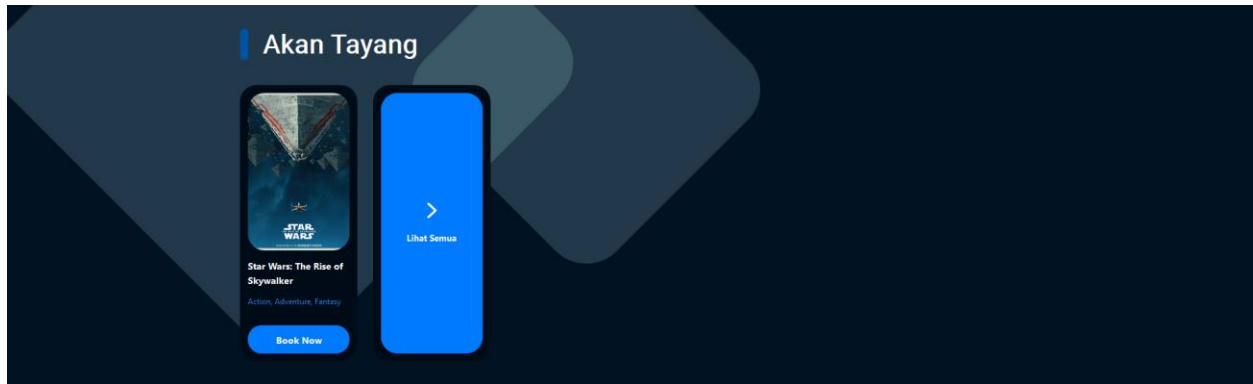 Akan Tayang
STAR
WARS
Star Wars: The Rise of
Skywalker
Action, Adventure, Fantasy
Book Now
Lihat Semua